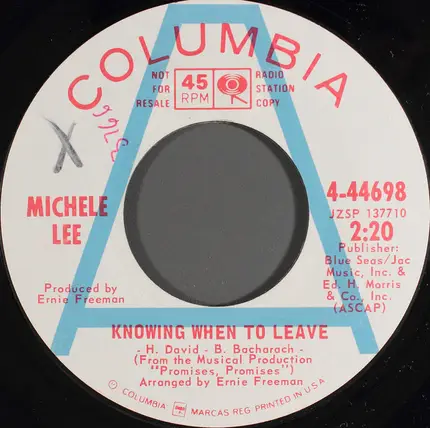 COLUMBIA
NOT
FOR
RESALE
45
RPM
RADIO
STATION
COPY
X
MICHELE
LEE
4-44698
JZSP 137710
2:20
Publisher:
Blue Seas/Jac
Music, Inc. &
Ed. H. Morris
& Co., Inc.
(ASCAP)
Produced by
Ernie Freeman
A
KNOWING WHEN TO LEAVE
- H. David - B. Bacharach -
(From the Musical Production
"Promises, Promises")
Arranged by Ernie Freeman
© COLUMBIA MARCAS REG. PRINTED IN U.S.A.